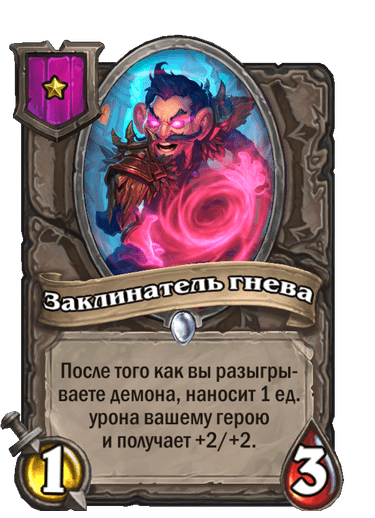 Заклинатель гнева
После того как вы разыгры-
ваете демона, наносит 1 ед.
урона вашему герою
и получает +2/+2.
1
3